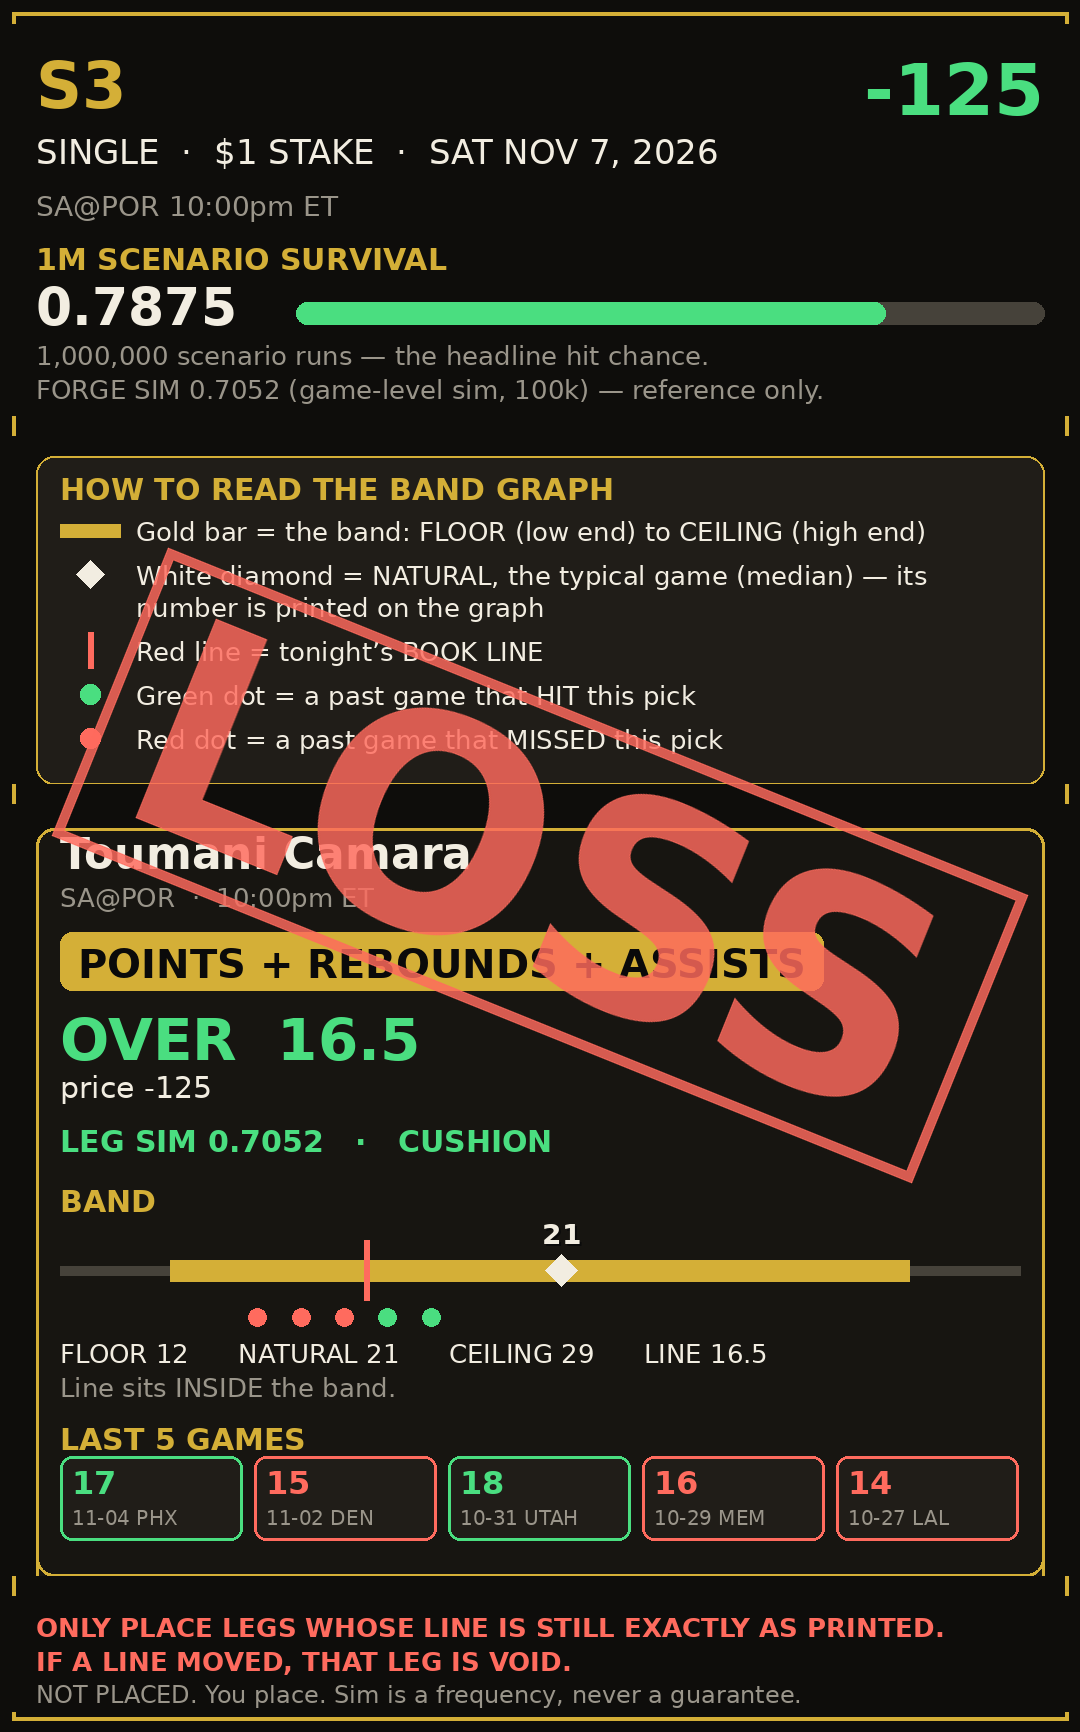 S3
-125
SINGLE · $1 STAKE · SAT NOV 7, 2026
SA@POR 10:00pm ET
1M SCENARIO SURVIVAL
0.7875
1,000,000 scenario runs — the headline hit chance.
FORGE SIM 0.7052 (game-level sim, 100k) — reference only.
HOW TO READ THE BAND GRAPH
Gold bar = the band: FLOOR (low end) to CEILING (high end)
White diamond = NATURAL, the typical game (median) — its
number is printed on the graph
Red line = tonight’s BOOK LINE
Green dot = a past game that HIT this pick
Red dot = a past game that MISSED this pick
LOSS
Toumani Camara
SA@POR · 10:00pm ET
POINTS + REBOUNDS + ASSISTS
OVER 16.5
price -125
LEG SIM 0.7052 · CUSHION
BAND
21
FLOOR 12 NATURAL 21 CEILING 29 LINE 16.5
Line sits INSIDE the band.
LAST 5 GAMES
17 15 18 16 14
11-04 PHX 11-02 DEN 10-31 UTAH 10-29 MEM 10-27 LAL
ONLY PLACE LEGS WHOSE LINE IS STILL EXACTLY AS PRINTED.
IF A LINE MOVED, THAT LEG IS VOID.
NOT PLACED. You place. Sim is a frequency, never a guarantee.